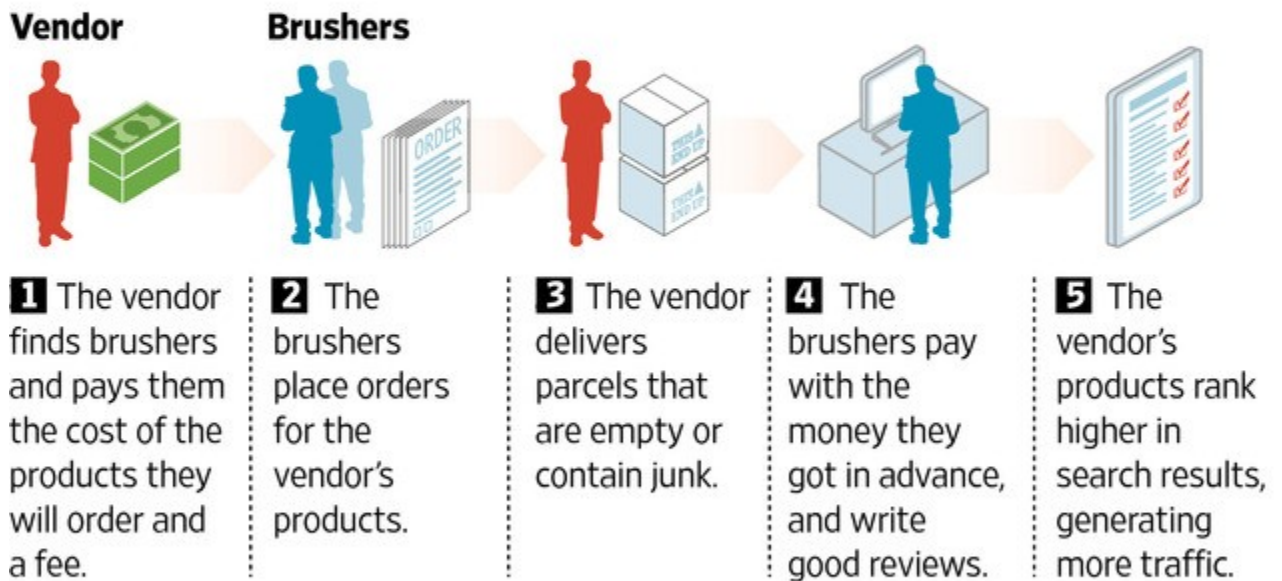 Vendor
Brushers
ORDER
THIS
END UP
THIS
END UP
1 The vendor
finds brushers
and pays them
the cost of the
products they
will order and
a fee.
2 The
brushers
place orders
for the
vendor’s
products.
3 The vendor
delivers
parcels that
are empty or
contain junk.
4 The
brushers pay
with the
money they
got in advance,
and write
good reviews.
5 The
vendor’s
products rank
higher in
search results,
generating
more traffic.